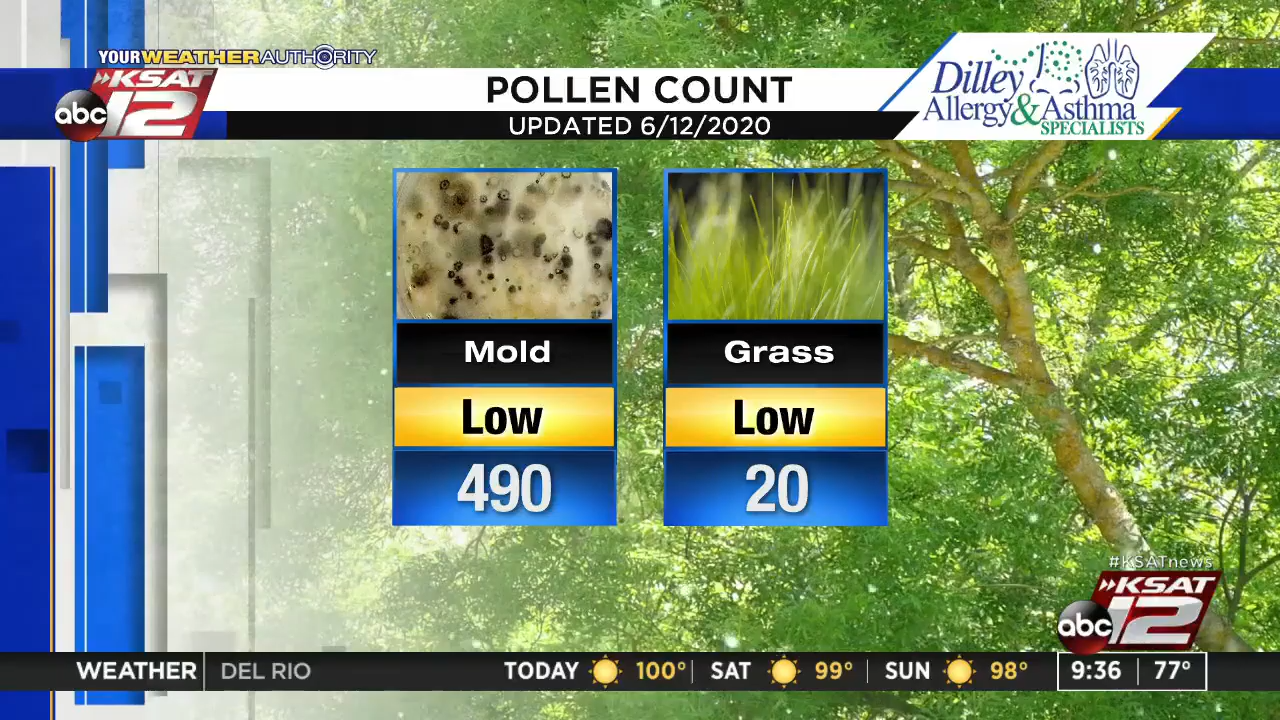 YOURWEATHERAUTHORITY
KSAT
abc 12
POLLEN COUNT
UPDATED 6/12/2020
Dilley
Allergy&Asthma
SPECIALISTS
Mold
Low
490
Grass
Low
20
#KSATnews
KSAT
abc 12
WEATHER DEL RIO TODAY 100° SAT 99° SUN 98° 9:36 77°